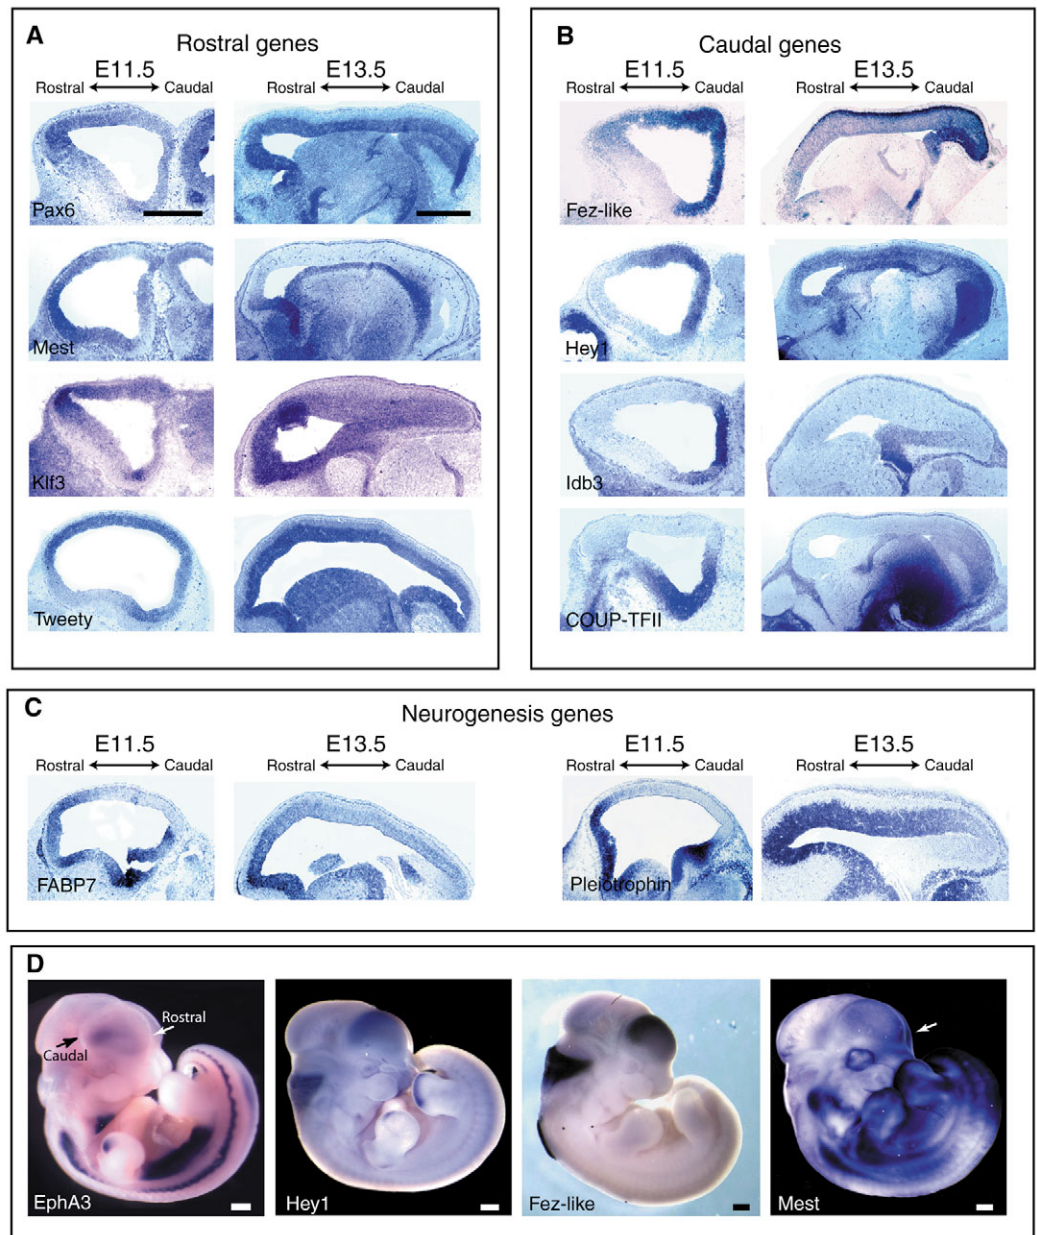 A
Rostral genes
E11.5
Rostral Caudal
E13.5
Rostral Caudal
Pax6
Mest
Klf3
Tweety
B
Caudal genes
E11.5
Rostral Caudal
E13.5
Rostral Caudal
Fez-like
Hey1
Idb3
COUP-TFII
C
Neurogenesis genes
E11.5
Rostral Caudal
E13.5
Rostral Caudal
E11.5
Rostral Caudal
E13.5
Rostral Caudal
FABP7
Pleiotrophin
D
Rostral
Caudal
EphA3
Hey1
Fez-like
Mest